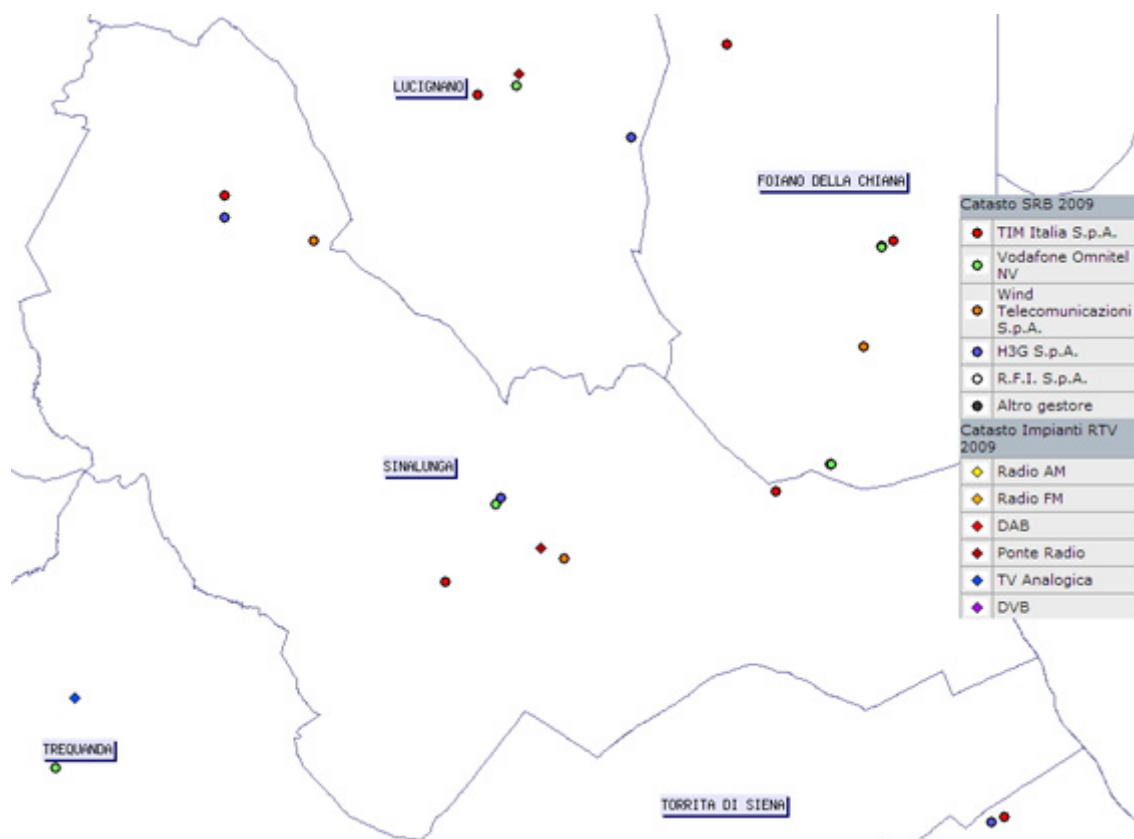 LUCIGNANO
FOIANO DELLA CHIANA
Catasto SRB 2009
TIM Italia S.p.A.
Vodafone Omnitel
NV
Wind
Telecomunicazioni
S.p.A.
H3G S.p.A.
R.F.I. S.p.A.
Altro gestore
Catasto Impianti RTV
2009
Radio AM
Radio FM
DAB
Ponte Radio
TV Analogica
DVB
SINALUNGA
TREQUANDA
TORRITA DI SIENA